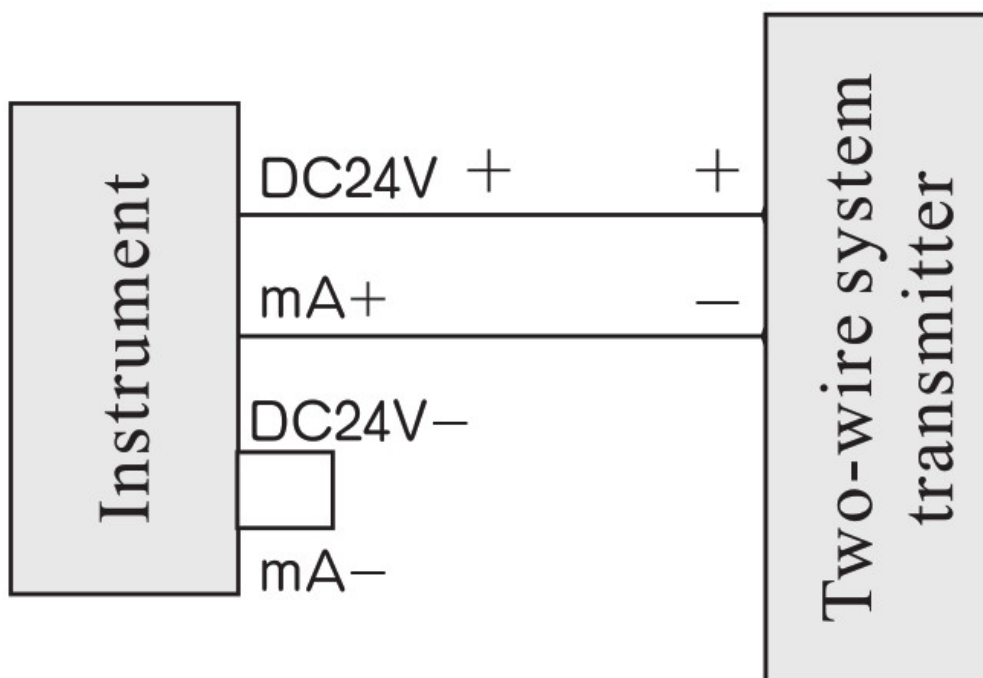 Instrument
DC24V + +
mA+ −
DC24V−
mA−
Two-wire system
transmitter